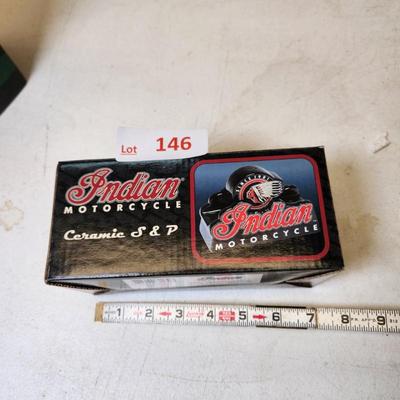 Lot 146
Indian
MOTORCYCLE
Ceramic S & P
Indian
MOTORCYCLE
1 2 3 4 5 6 7 8 9